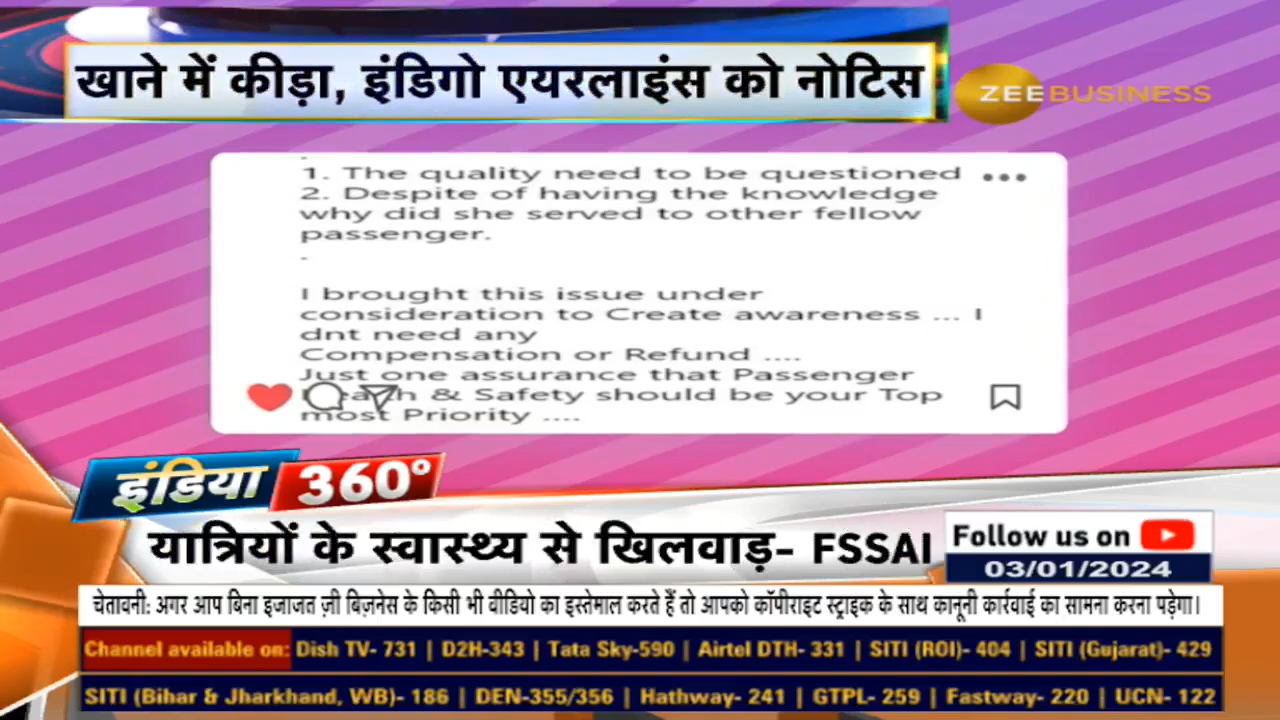 खाने में कीड़ा, इंडिगो एयरलाइंस को नोटिस
ZEEBUSINESS
1. The quality need to be questioned
2. Despite of having the knowledge
why did she served to other fellow
passenger.
.
I brought this issue under
consideration to Create awareness ... I
dnt need any
Compensation or Refund ....
Just one assurance that Passenger
Health & Safety should be your Top
most Priority ....
इंडिया 360°
यात्रियों के स्वास्थ्य से खिलवाड़- FSSAI
Follow us on
03/01/2024
चेतावनी: अगर आप बिना इजाजत ज़ी बिज़नेस के किसी भी वीडियो का इस्तेमाल करते हैं तो आपको कॉपीराइट स्ट्राइक के साथ कानूनी कार्रवाई का सामना करना पड़ेगा।
Channel available on: Dish TV- 731 | D2H-343 | Tata Sky-590 | Airtel DTH- 331 | SITI (ROI)- 404 | SITI (Gujarat)- 429
SITI (Bihar & Jharkhand, WB)- 186 | DEN-355/356 | Hathway- 241 | GTPL- 259 | Fastway- 220 | UCN- 122